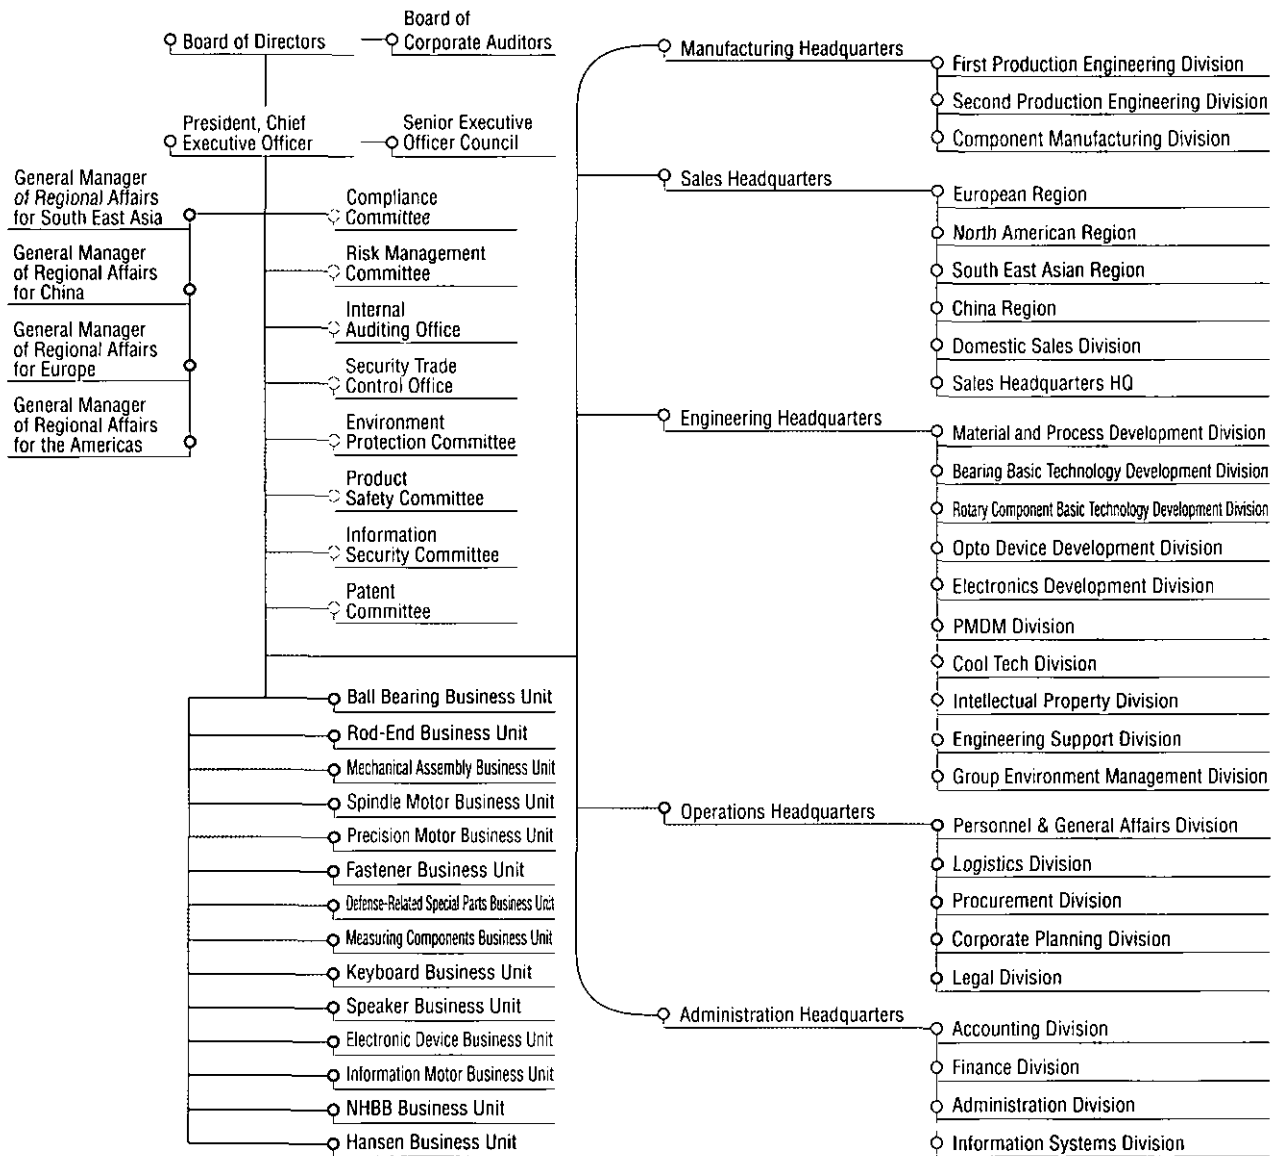 Board of Directors
Board of
Corporate Auditors
President, Chief
Executive Officer
Senior Executive
Officer Council
General Manager
of Regional Affairs
for South East Asia
General Manager
of Regional Affairs
for China
General Manager
of Regional Affairs
for Europe
General Manager
of Regional Affairs
for the Americas
Compliance
Committee
Risk Management
Committee
Internal
Auditing Office
Security Trade
Control Office
Environment
Protection Committee
Product
Safety Committee
Information
Security Committee
Patent
Committee
Ball Bearing Business Unit
Rod-End Business Unit
Mechanical Assembly Business Unit
Spindle Motor Business Unit
Precision Motor Business Unit
Fastener Business Unit
Defense-Related Special Parts Business Unit
Measuring Components Business Unit
Keyboard Business Unit
Speaker Business Unit
Electronic Device Business Unit
Information Motor Business Unit
NHBB Business Unit
Hansen Business Unit
Manufacturing Headquarters
First Production Engineering Division
Second Production Engineering Division
Component Manufacturing Division
Sales Headquarters
European Region
North American Region
South East Asian Region
China Region
Domestic Sales Division
Sales Headquarters HQ
Engineering Headquarters
Material and Process Development Division
Bearing Basic Technology Development Division
Rotary Component Basic Technology Development Division
Opto Device Development Division
Electronics Development Division
PMDM Division
Cool Tech Division
Intellectual Property Division
Engineering Support Division
Group Environment Management Division
Operations Headquarters
Personnel & General Affairs Division
Logistics Division
Procurement Division
Corporate Planning Division
Legal Division
Administration Headquarters
Accounting Division
Finance Division
Administration Division
Information Systems Division